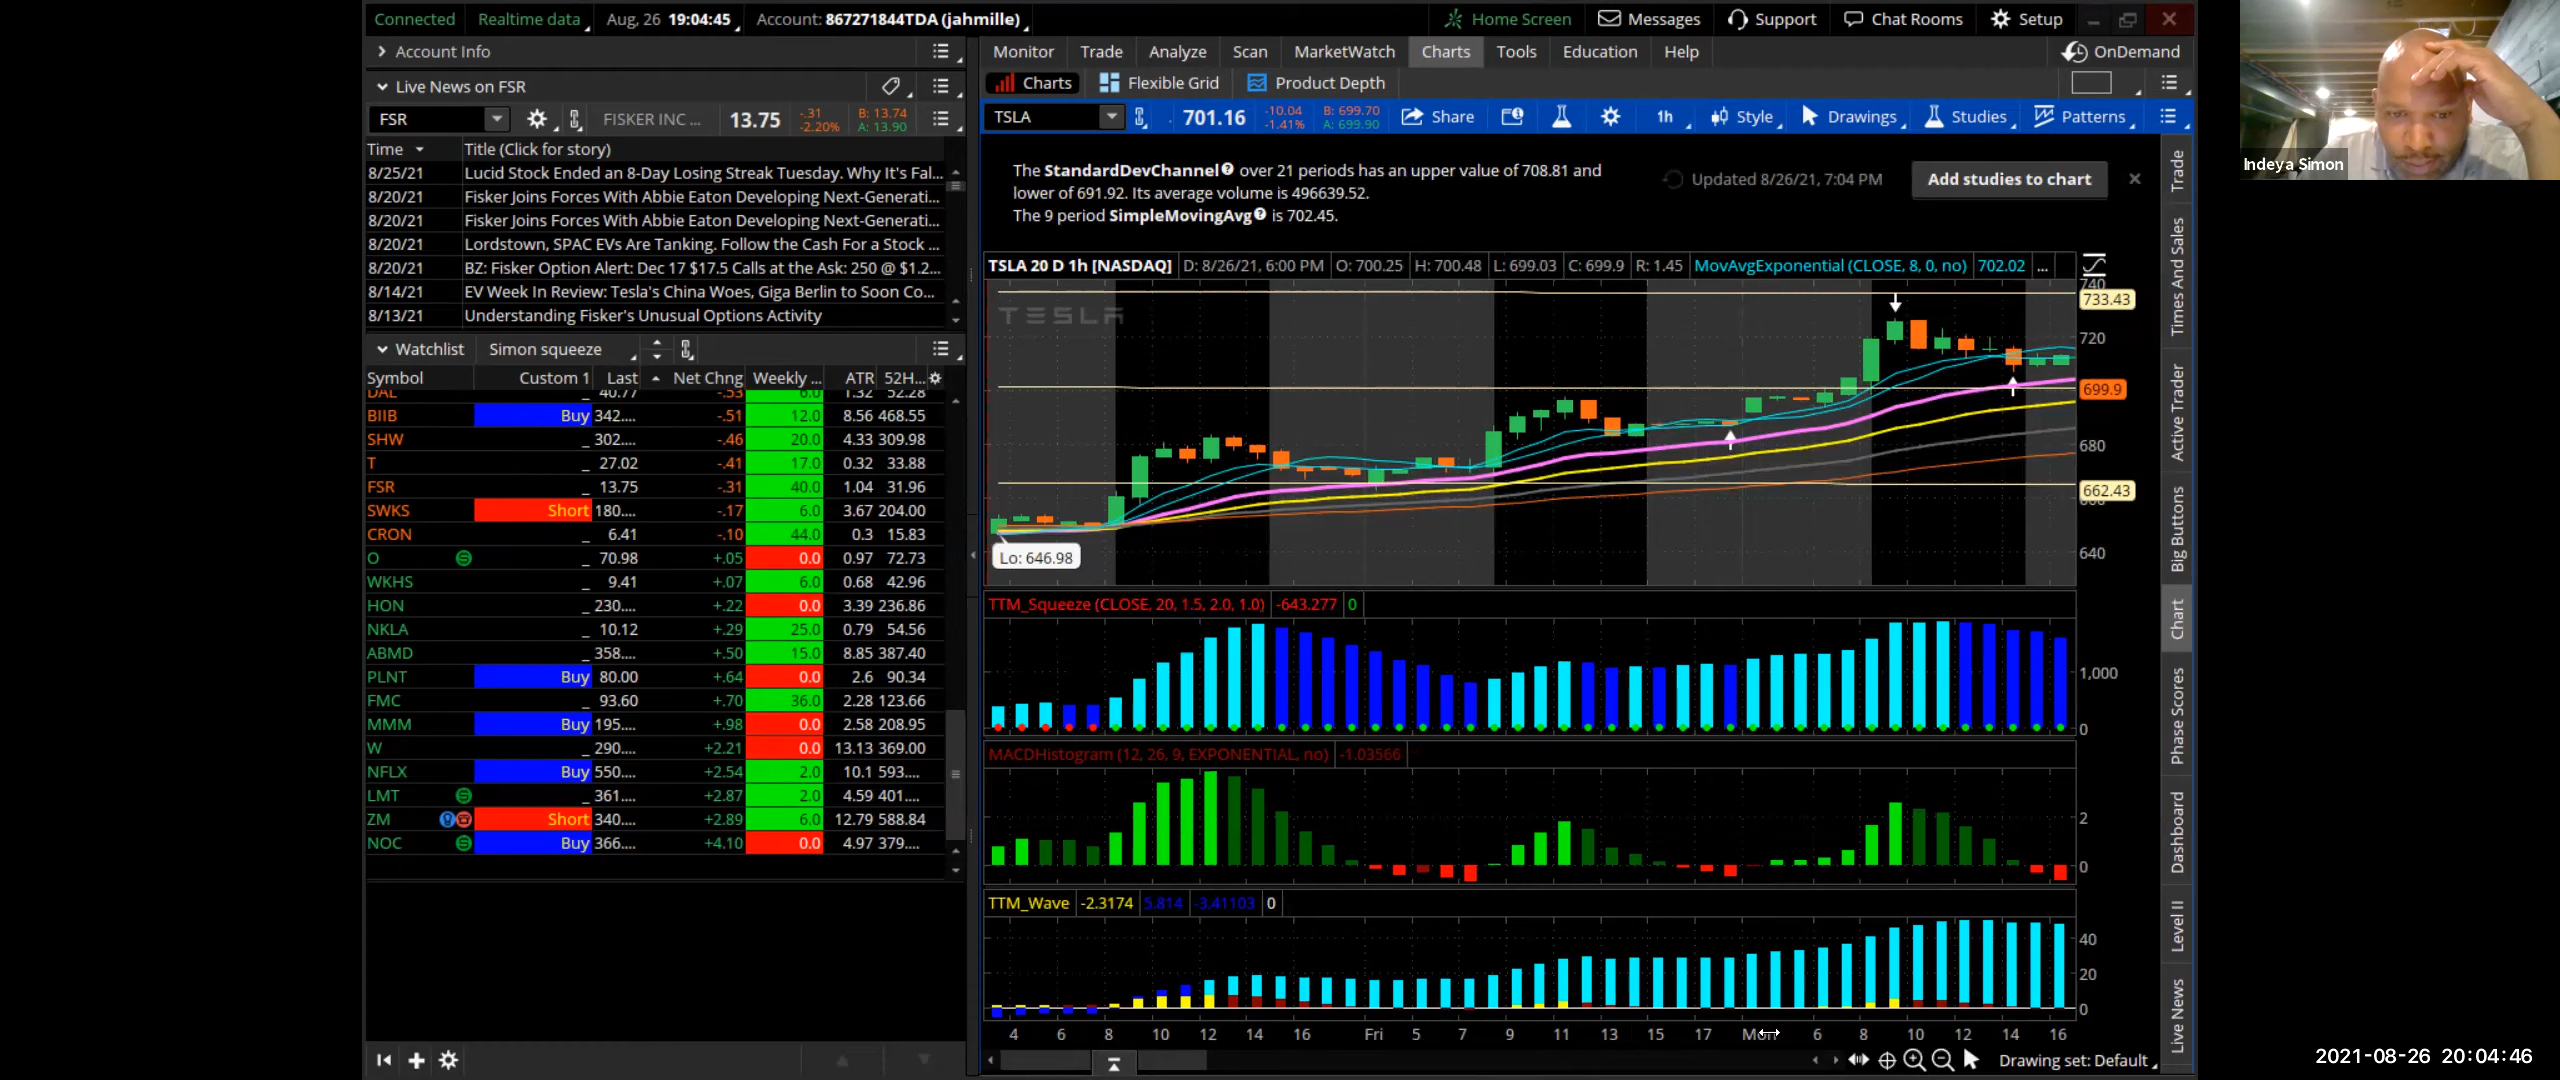 Connected Realtime data Aug, 26 19:04:45 Account: 867271844TDA (jahmille) Home Screen Messages Support Chat Rooms Setup
Account Info
Live News on FSR
FSR FISKER INC ... 13.75 -.31 -2.20% B: 13.74 A: 13.90
Time Title (Click for story)
8/25/21 Lucid Stock Ended an 8-Day Losing Streak Tuesday. Why It's Fal...
8/20/21 Fisker Joins Forces With Abbie Eaton Developing Next-Generati...
8/20/21 Fisker Joins Forces With Abbie Eaton Developing Next-Generati...
8/20/21 Lordstown, SPAC EVs Are Tanking. Follow the Cash For a Stock ...
8/20/21 BZ: Fisker Option Alert: Dec 17 $17.5 Calls at the Ask: 250 @ $1.2...
8/14/21 EV Week In Review: Tesla's China Woes, Giga Berlin to Soon Co...
8/13/21 Understanding Fisker's Unusual Options Activity
Watchlist Simon squeeze
Symbol Custom 1 Last Net Chng Weekly ... ATR 52H...
DAL _ 40.77 -.53 6.0 1.32 52.28
BIIB Buy 342.... -.51 12.0 8.56 468.55
SHW _ 302.... -.46 20.0 4.33 309.98
T _ 27.02 -.41 17.0 0.32 33.88
FSR _ 13.75 -.31 40.0 1.04 31.96
SWKS Short 180.... -.17 6.0 3.67 204.00
CRON _ 6.41 -.10 44.0 0.3 15.83
O _ 70.98 +.05 0.0 0.97 72.73
WKHS _ 9.41 +.07 6.0 0.68 42.96
HON _ 230.... +.22 0.0 3.39 236.86
NKLA _ 10.12 +.29 25.0 0.79 54.56
ABMD _ 358.... +.50 15.0 8.85 387.40
PLNT Buy 80.00 +.64 0.0 2.6 90.34
FMC _ 93.60 +.70 36.0 2.28 123.66
MMM Buy 195.... +.98 0.0 2.58 208.95
W _ 290.... +2.21 0.0 13.13 369.00
NFLX Buy 550.... +2.54 2.0 10.1 593....
LMT _ 361.... +2.87 2.0 4.59 401....
ZM Short 340.... +2.89 6.0 12.79 588.84
NOC Buy 366.... +4.10 0.0 4.97 379....
Monitor Trade Analyze Scan MarketWatch Charts Tools Education Help OnDemand
Charts Flexible Grid Product Depth
TSLA 701.16 -10.04 -1.41% B: 699.70 A: 699.90 Share 1h Style Drawings Studies Patterns
The StandardDevChannel over 21 periods has an upper value of 708.81 and
lower of 691.92. Its average volume is 496639.52.
The 9 period SimpleMovingAvg is 702.45.
Updated 8/26/21, 7:04 PM Add studies to chart
TSLA 20 D 1h [NASDAQ] D: 8/26/21, 6:00 PM O: 700.25 H: 700.48 L: 699.03 C: 699.9 R: 1.45 MovAvgExponential (CLOSE, 8, 0, no) 702.02 ...
TESLA
740
733.43
720
699.9
680
662.43
640
Lo: 646.98
TTM_Squeeze (CLOSE, 20, 1.5, 2.0, 1.0) -643.277 0
1,000
0
MACDHistogram (12, 26, 9, EXPONENTIAL, no) -1.03566
2
0
TTM_Wave -2.3174 5.814 -3.41103 0
40
20
0
4 6 8 10 12 14 16 Fri 5 7 9 11 13 15 17 Mon 6 8 10 12 14 16
Drawing set: Default
Trade
Times And Sales
Active Trader
Big Buttons
Chart
Phase Scores
Dashboard
Level II
Live News
Indeya Simon
2021-08-26 20:04:46